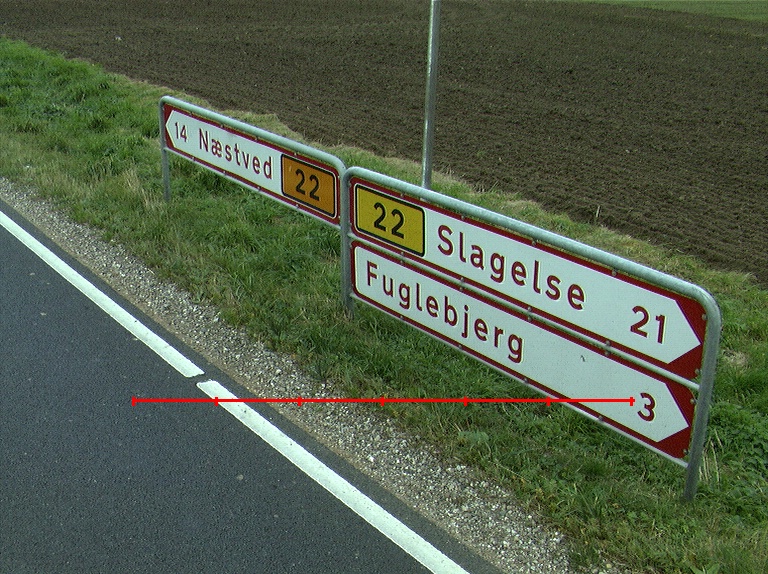 14 Næstved 22
22 Slagelse 21
Fuglebjerg 3